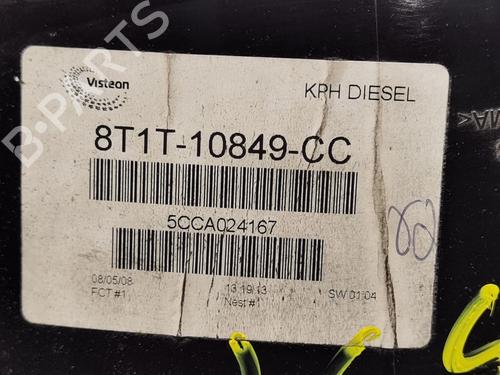 B-PARTS
Visteon
KPH DIESEL
8T1T-10849-CC
5CCA024167
08/05/08 13:19:13 SW 01.04
FCT #1 Nest #1